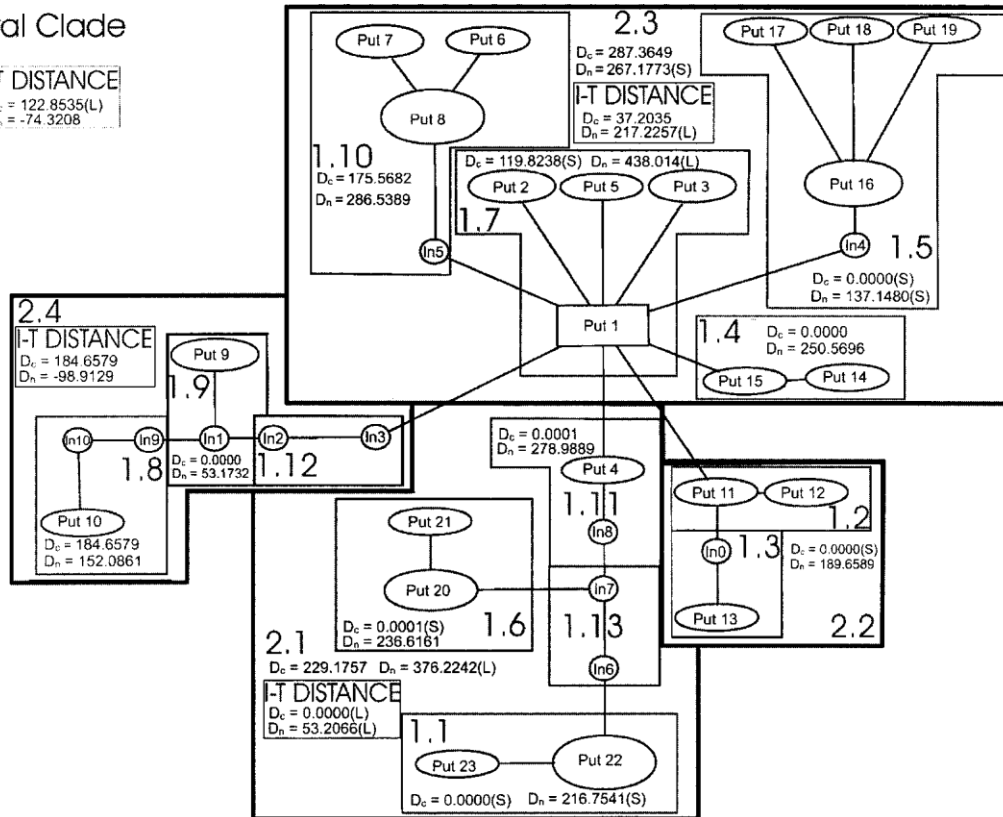 al Clade
T DISTANCE
= 122.8535(L)
= -74.3208
2.3
Dc = 287.3649
Dn = 267.1773(S)
I-T DISTANCE
Dc = 37.2035
Dn = 217.2257(L)
Put 7
Put 6
Put 8
1.10
Dc = 175.5682
Dn = 286.5389
In5
Dc = 119.8238(S) Dn = 438.014(L)
Put 2
Put 5
Put 3
1.7
Put 1
Put 17
Put 18
Put 19
Put 16
In4
1.5
Dc = 0.0000(S)
Dn = 137.1480(S)
1.4
Dc = 0.0000
Dn = 250.5696
Put 15
Put 14
2.4
I-T DISTANCE
Dc = 184.6579
Dn = -98.9129
Put 9
1.9
In10
In9
In1
In2
In3
1.8
Dc = 0.0000
Dn = 53.1732
1.12
Put 10
Dc = 184.6579
Dn = 152.0861
Dc = 0.0001
Dn = 278.9889
Put 4
1.11
In8
Put 11
Put 12
1.2
In0
1.3
Dc = 0.0000(S)
Dn = 189.6589
Put 13
2.2
Put 21
Put 20
Dc = 0.0001(S)
Dn = 236.6161
1.6
In7
1.13
In6
2.1
Dc = 229.1757 Dn = 376.2242(L)
I-T DISTANCE
Dc = 0.0000(L)
Dn = 53.2066(L)
1.1
Put 23
Put 22
Dc = 0.0000(S) Dn = 216.7541(S)